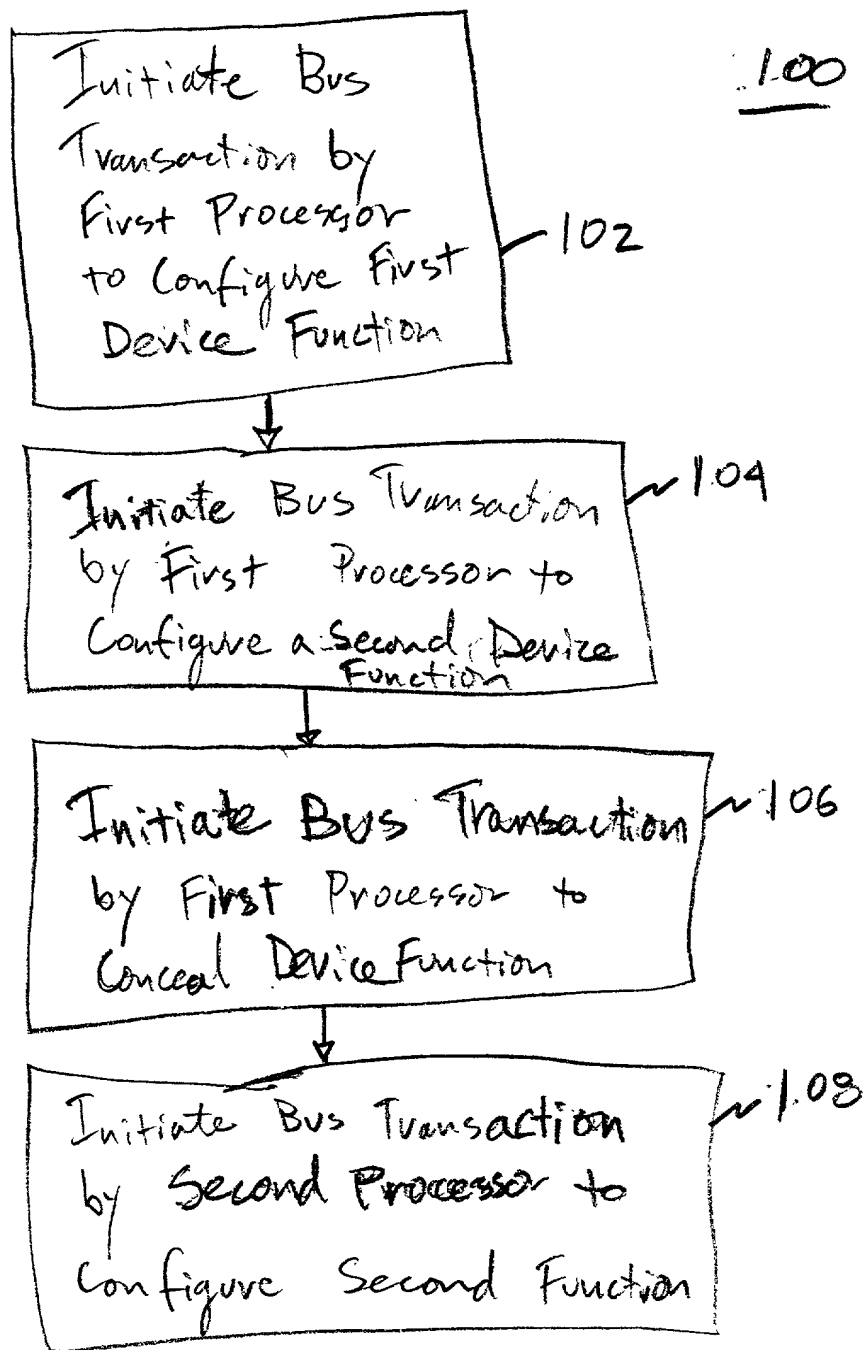 100
Initiate Bus
Transaction by
First Processor
to Configure First
Device Function
102
Initiate Bus Transaction
by First Processor to
Configure a Second Device
Function
104
Initiate Bus Transaction
by First Processor to
Conceal Device Function
106
Initiate Bus Transaction
by Second Processor to
Configure Second Function
108